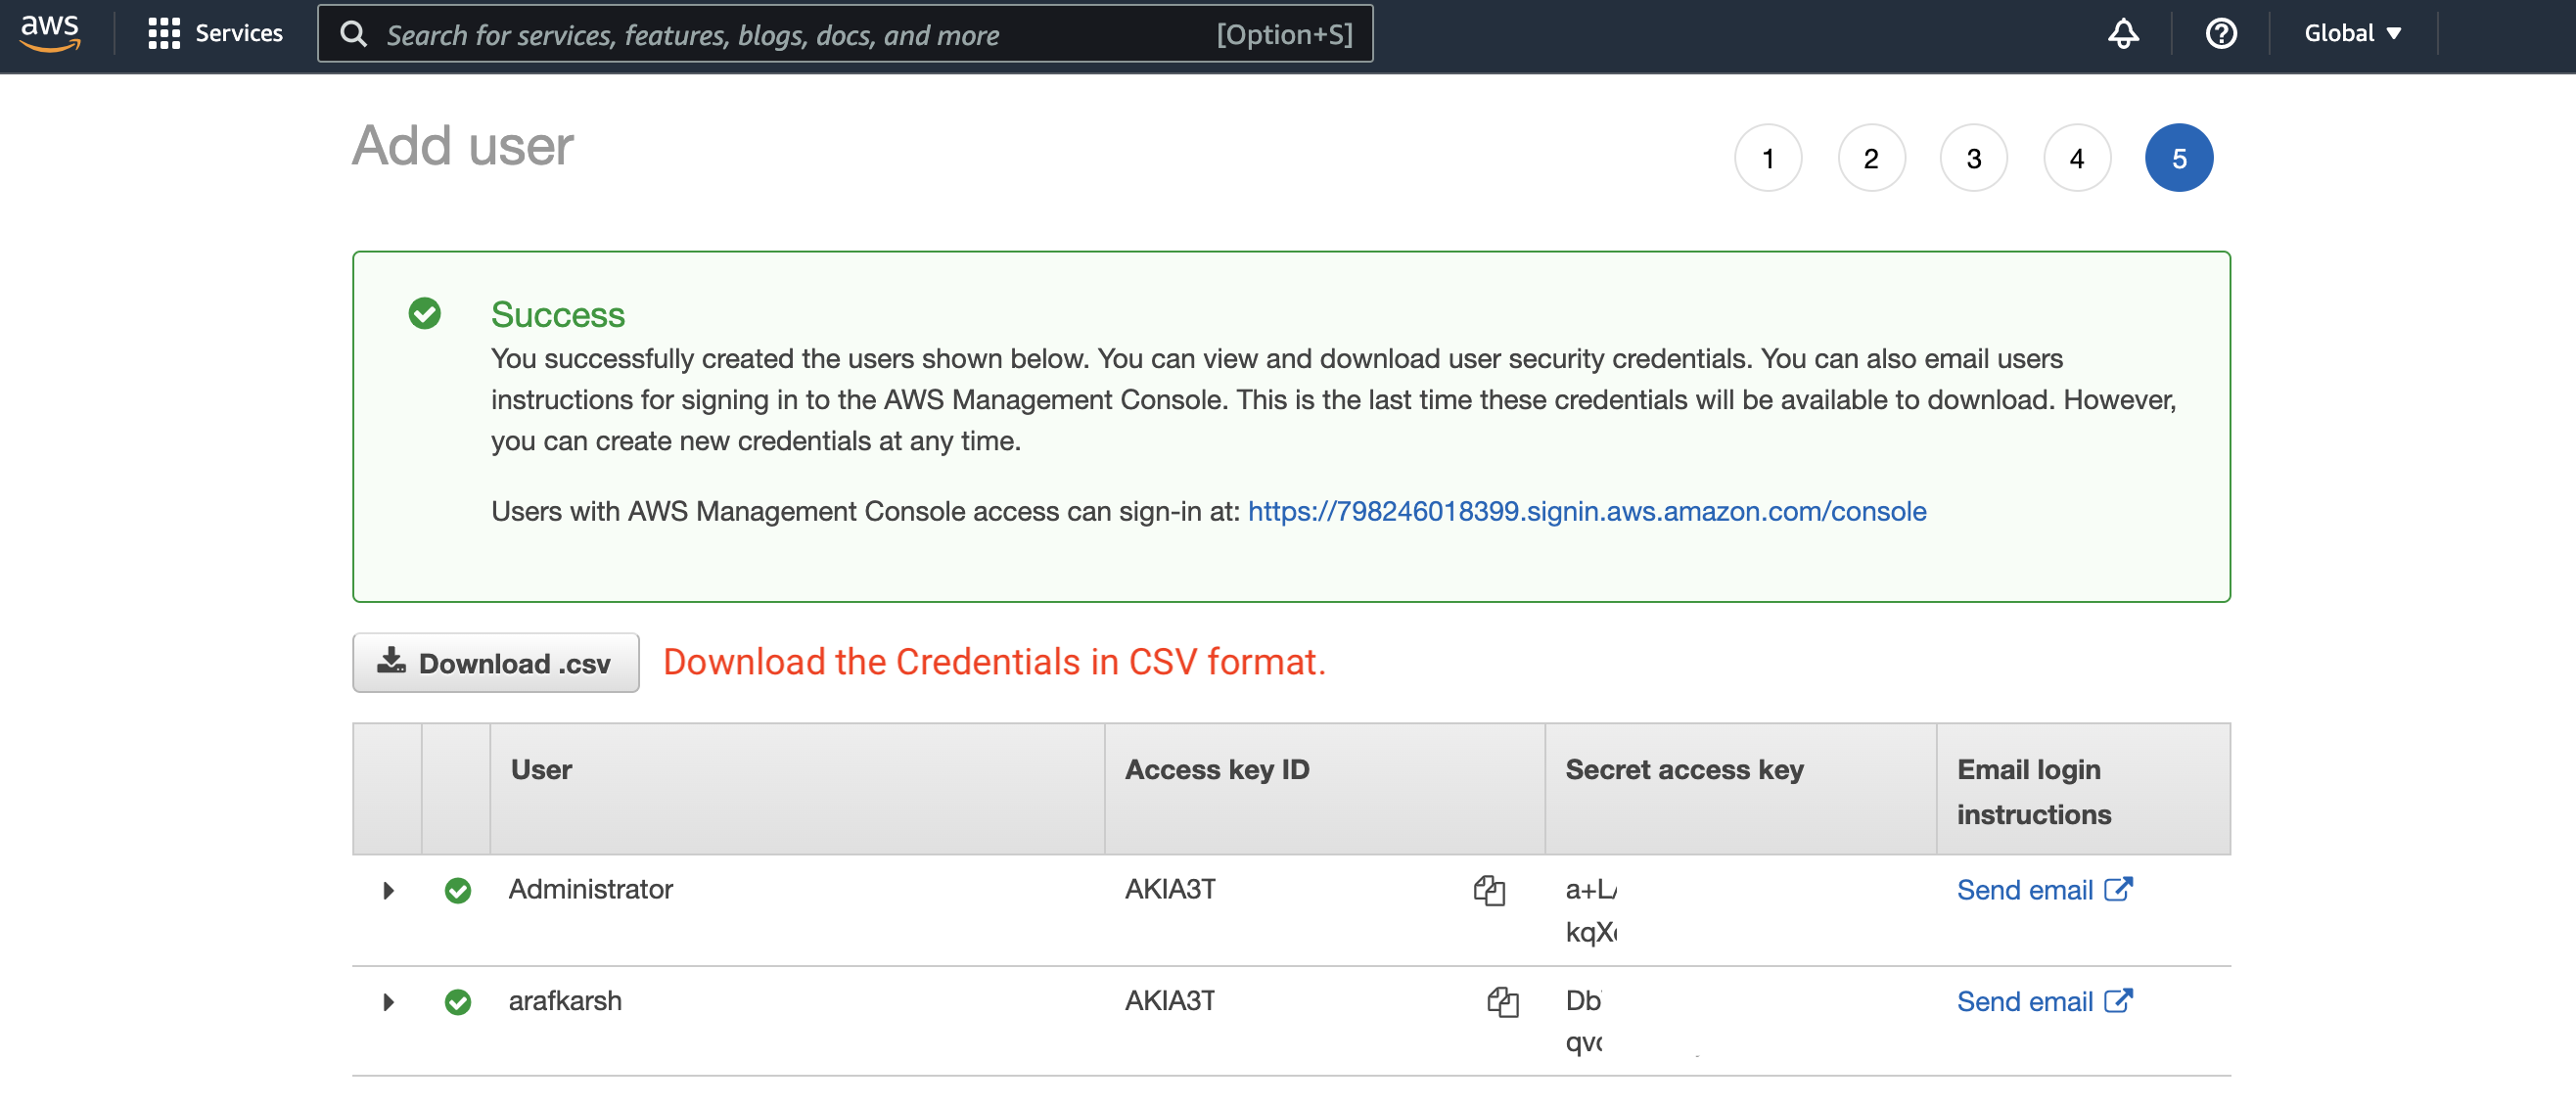 aws Services Search for services, features, blogs, docs, and more [Option+S] Global
Add user
1 2 3 4 5
Success
You successfully created the users shown below. You can view and download user security credentials. You can also email users
instructions for signing in to the AWS Management Console. This is the last time these credentials will be available to download. However,
you can create new credentials at any time.
Users with AWS Management Console access can sign-in at: https://798246018399.signin.aws.amazon.com/console
Download .csv Download the Credentials in CSV format.
User Access key ID Secret access key Email login
instructions
Administrator AKIA3T a+L Send email
kqX
arafkarsh AKIA3T Db Send email
qv